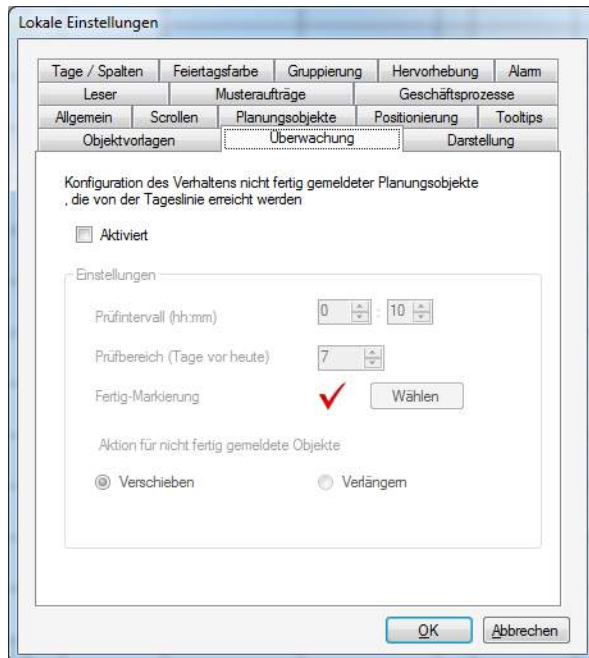 Lokale Einstellungen
Tage / Spalten Feiertagsfarbe Gruppierung Hervorhebung Alarm
Leser Musteraufträge Geschäftsprozesse
Allgemein Scrollen Planungsobjekte Positionierung Tooltips
Objektvorlagen Überwachung Darstellung
Konfiguration des Verhaltens nicht fertig gemeldeter Planungsobjekte
, die von der Tageslinie erreicht werden
Aktiviert
Einstellungen
Prüfintervall (hh:mm) 0 : 10
Prüfbereich (Tage vor heute) 7
Fertig-Markierung Wählen
Aktion für nicht fertig gemeldete Objekte
Verschieben Verlängern
OK Abbrechen